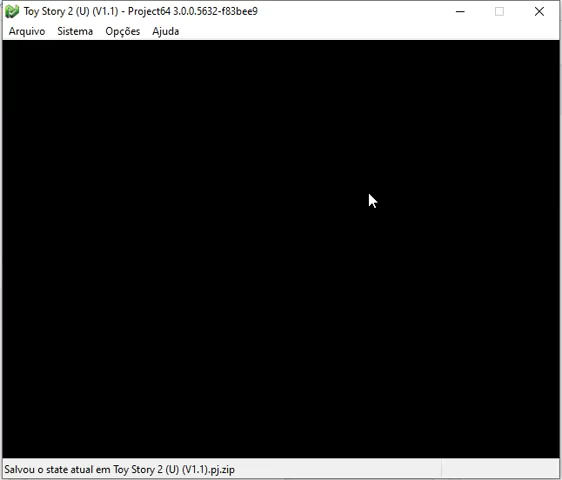 Toy Story 2 (U) (V1.1) - Project64 3.0.0.5632-f83bee9
Arquivo Sistema Opções Ajuda
Salvou o state atual em Toy Story 2 (U) (V1.1).pj.zip